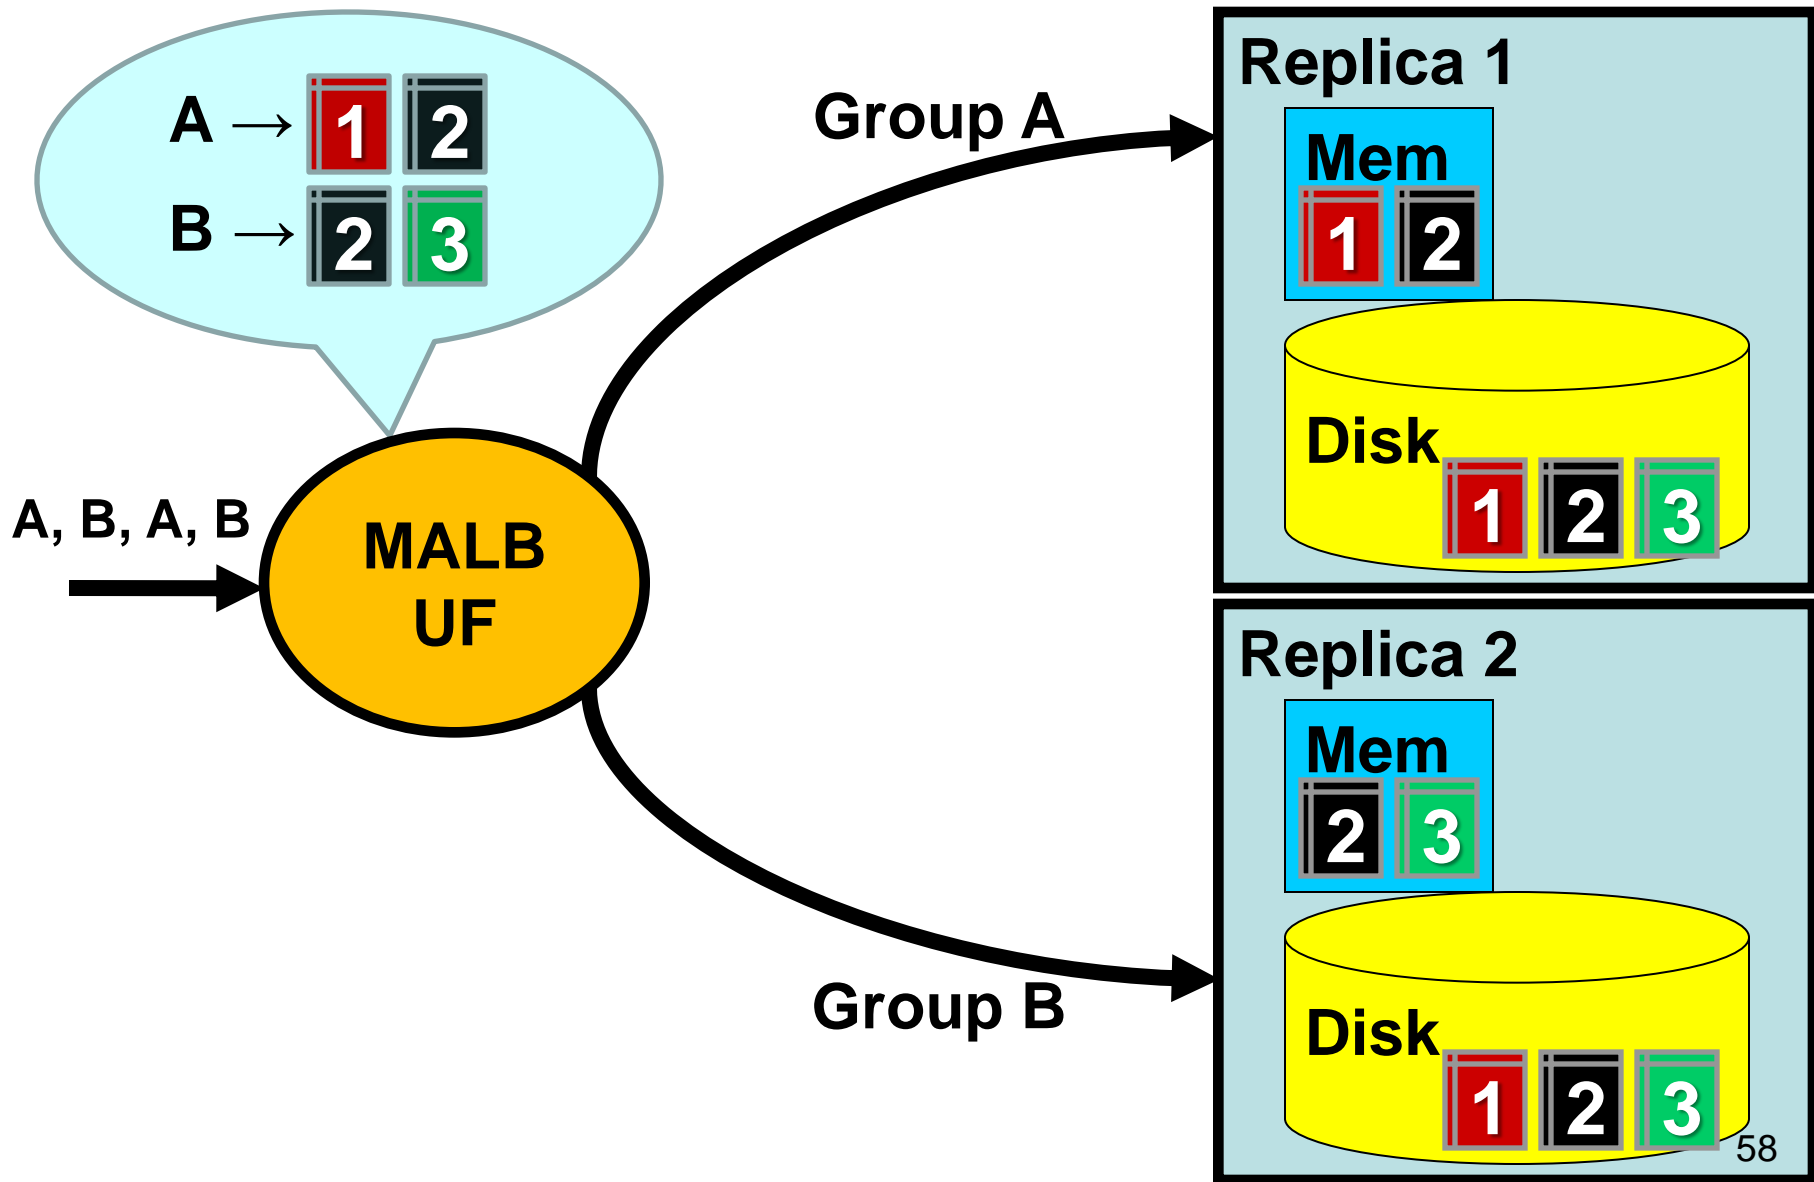 A → 1 2
B → 2 3
A, B, A, B
MALB
UF
Group A
Group B
Replica 1
Mem
1 2
Disk
1 2 3
Replica 2
Mem
2 3
Disk
1 2 3
58